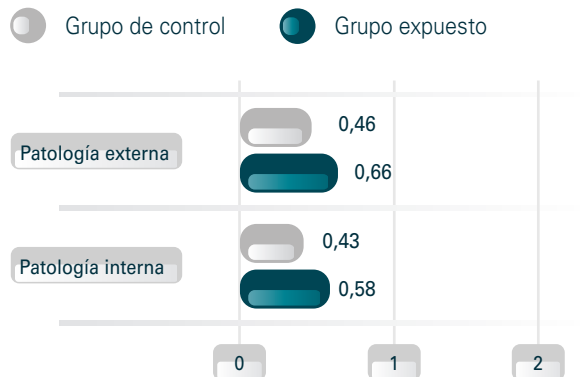 Grupo de control Grupo expuesto
Patología externa
0,46
0,66
Patología interna
0,43
0,58
0 1 2